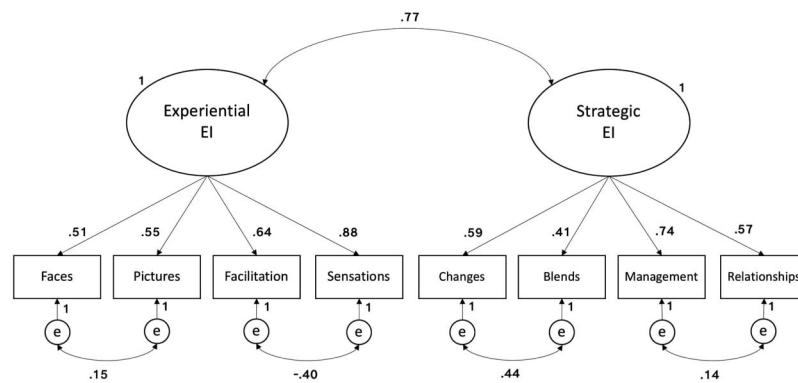 .77
1
1
Experiential
EI
Strategic
EI
.51
.55
.64
.88
.59
.41
.74
.57
Faces
Pictures
Facilitation
Sensations
Changes
Blends
Management
Relationships
1
1
1
1
1
1
1
1
e
e
e
e
e
e
e
e
.15
-.40
.44
.14